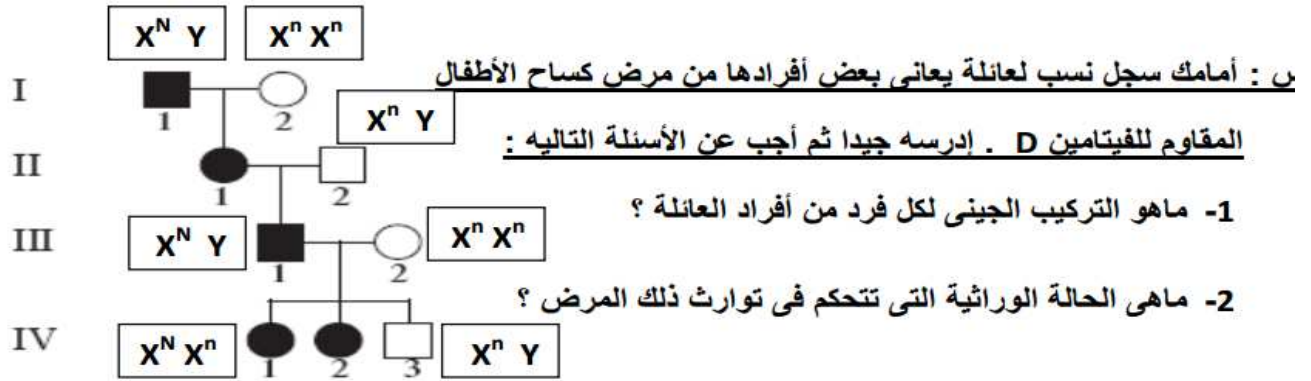 X^N Y
X^n X^n
I
1
2
س : أمامك سجل نسب لعائلة يعانى بعض أفرادها من مرض كساح الأطفال
X^n Y
المقاوم للفيتامين D . إدرسه جيدا ثم أجب عن الأسئلة التاليه :
II
1
2
1- ماهو التركيب الجينى لكل فرد من أفراد العائلة ؟
III
X^N Y
1
2
X^n X^n
2- ماهى الحالة الوراثية التى تتحكم فى توارث ذلك المرض ؟
IV
X^N X^n
1
2
3
X^n Y